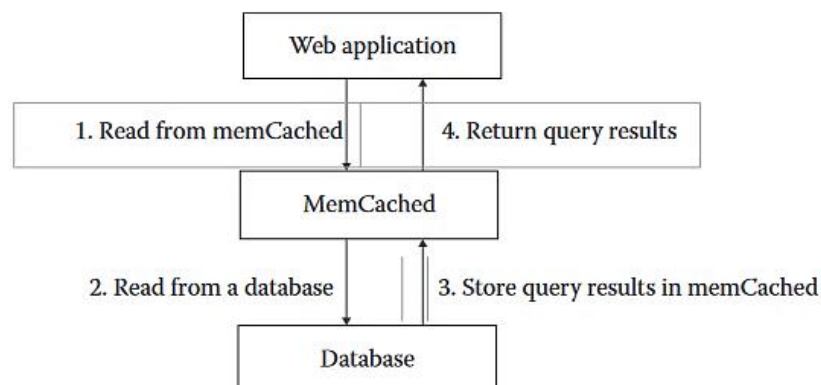 Web application
1. Read from memCached
4. Return query results
MemCached
2. Read from a database
3. Store query results in memCached
Database